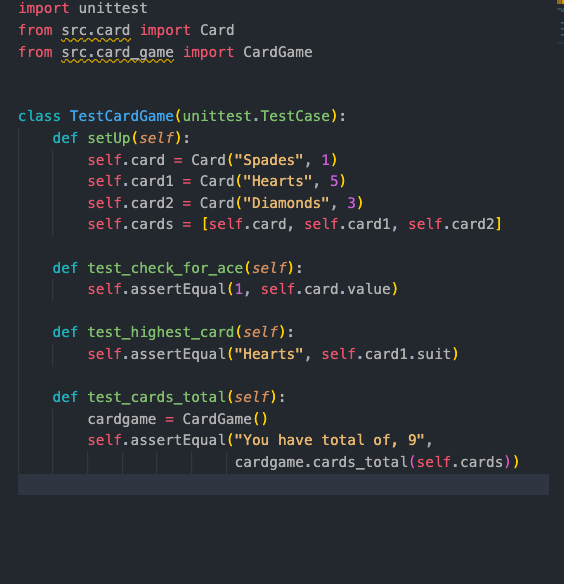 import unittest
from src.card import Card
from src.card_game import CardGame
class TestCardGame(unittest.TestCase):
def setUp(self):
self.card = Card("Spades", 1)
self.card1 = Card("Hearts", 5)
self.card2 = Card("Diamonds", 3)
self.cards = [self.card, self.card1, self.card2]
def test_check_for_ace(self):
self.assertEqual(1, self.card.value)
def test_highest_card(self):
self.assertEqual("Hearts", self.card1.suit)
def test_cards_total(self):
cardgame = CardGame()
self.assertEqual("You have total of, 9",
cardgame.cards_total(self.cards))